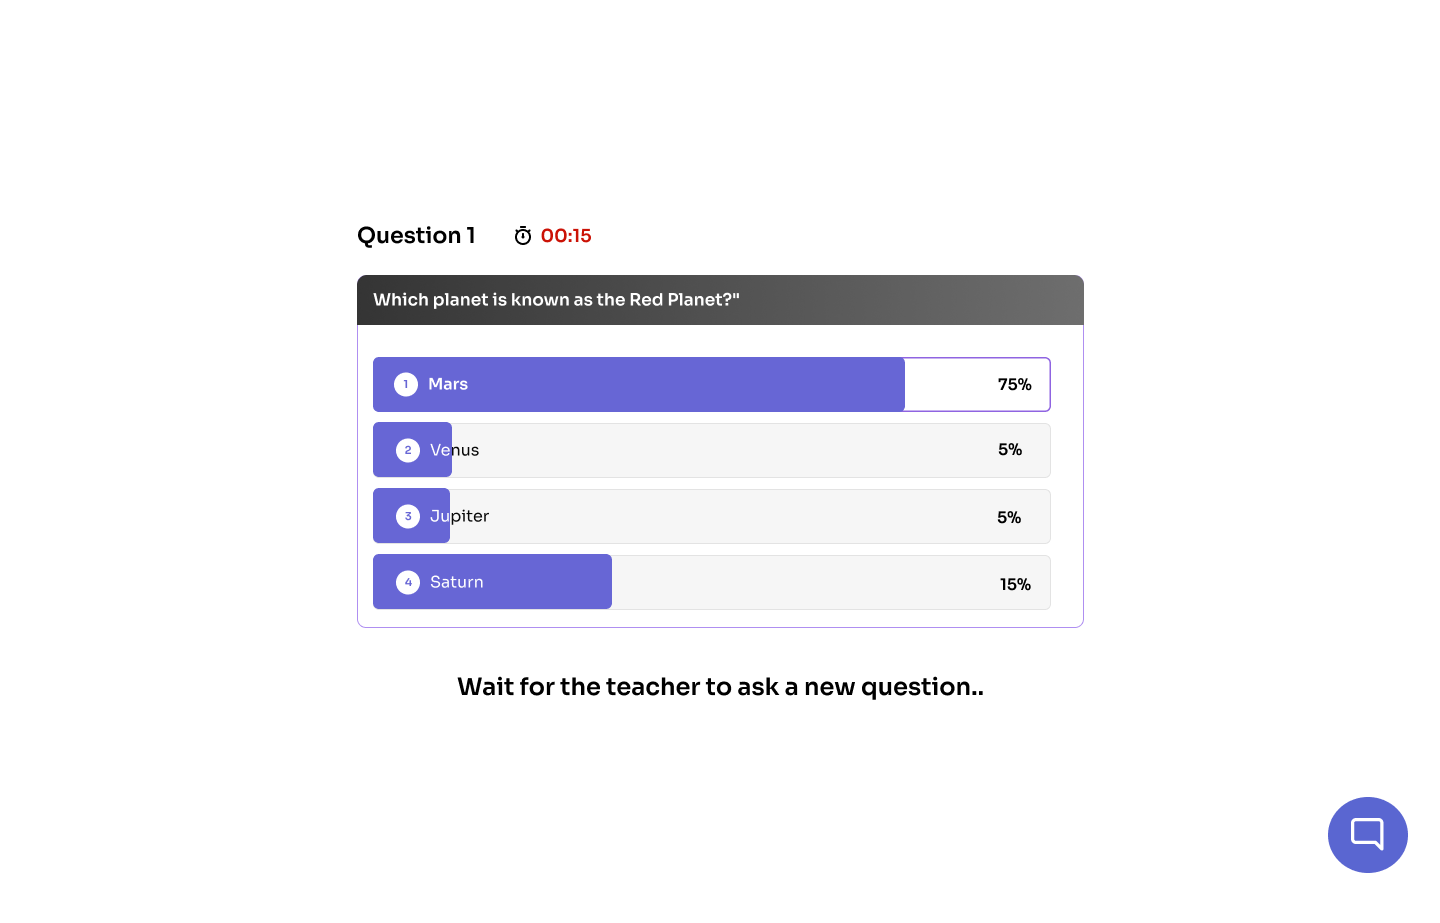 Question 1 00:15
Which planet is known as the Red Planet?"
1 Mars 75%
2 Venus 5%
3 Jupiter 5%
4 Saturn 15%
Wait for the teacher to ask a new question..